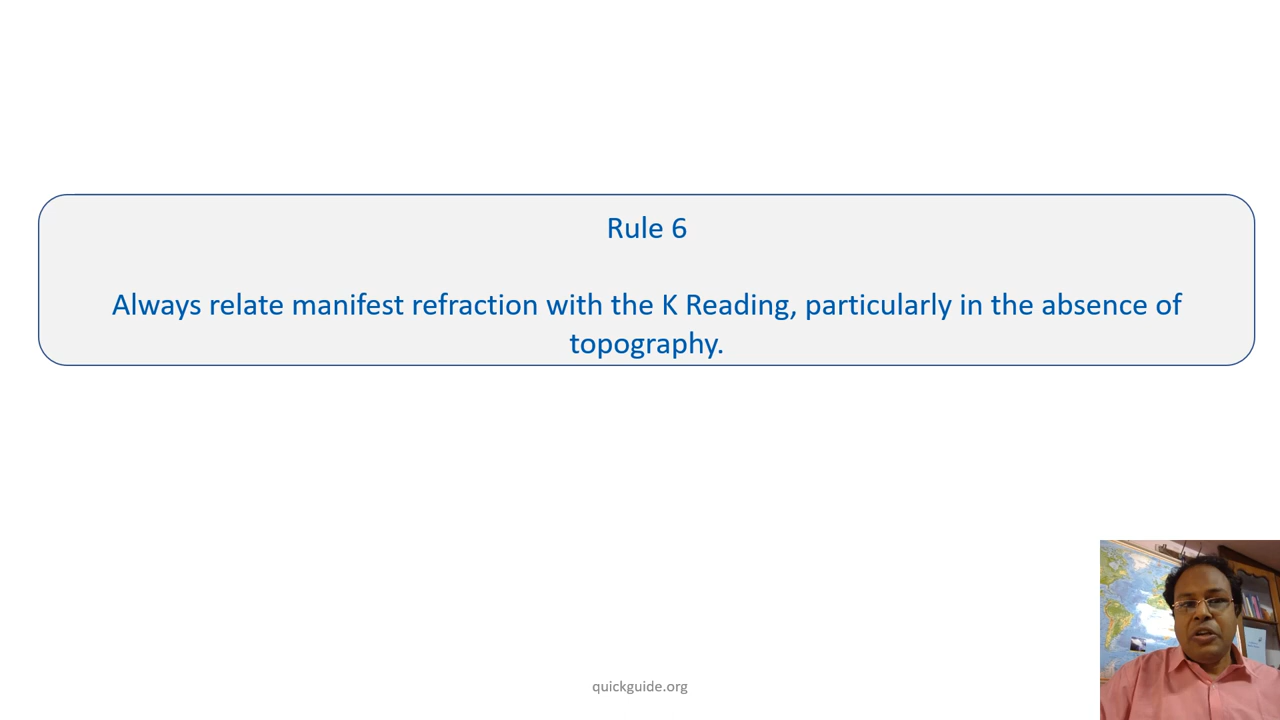 Rule 6
Always relate manifest refraction with the K Reading, particularly in the absence of
topography.
quickguide.org